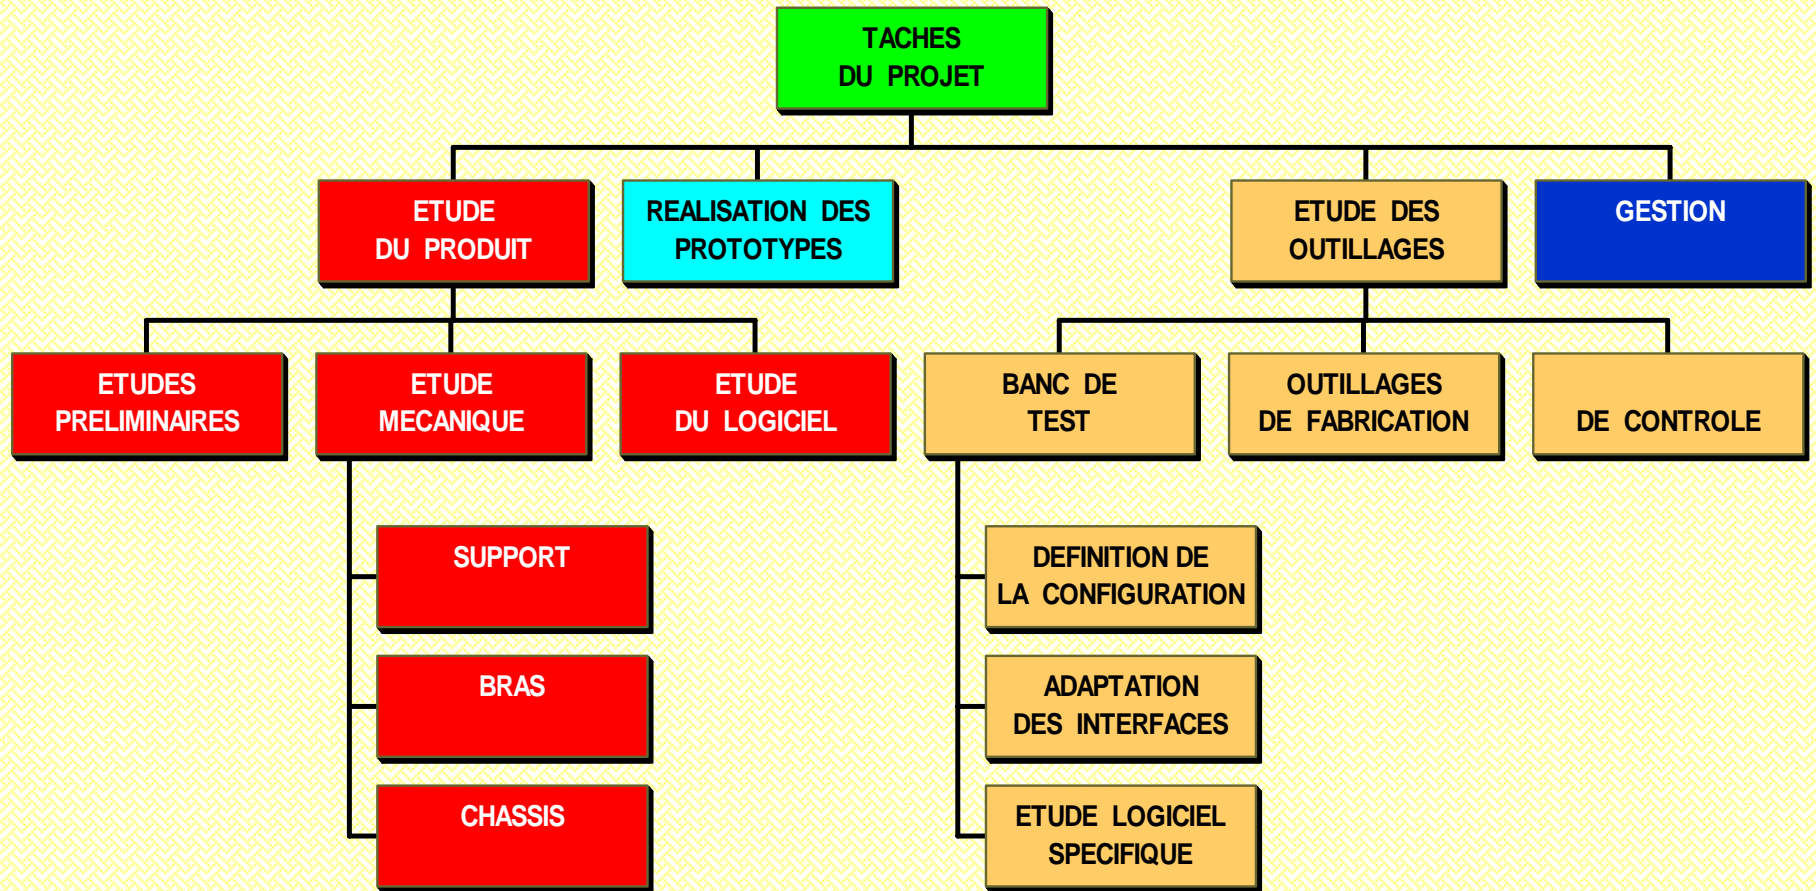 TACHES
DU PROJET
ETUDE
DU PRODUIT
REALISATION DES
PROTOTYPES
ETUDE DES
OUTILLAGES
GESTION
ETUDES
PRELIMINAIRES
ETUDE
MECANIQUE
ETUDE
DU LOGICIEL
BANC DE
TEST
OUTILLAGES
DE FABRICATION
DE CONTROLE
SUPPORT
BRAS
CHASSIS
DEFINITION DE
LA CONFIGURATION
ADAPTATION
DES INTERFACES
ETUDE LOGICIEL
SPECIFIQUE